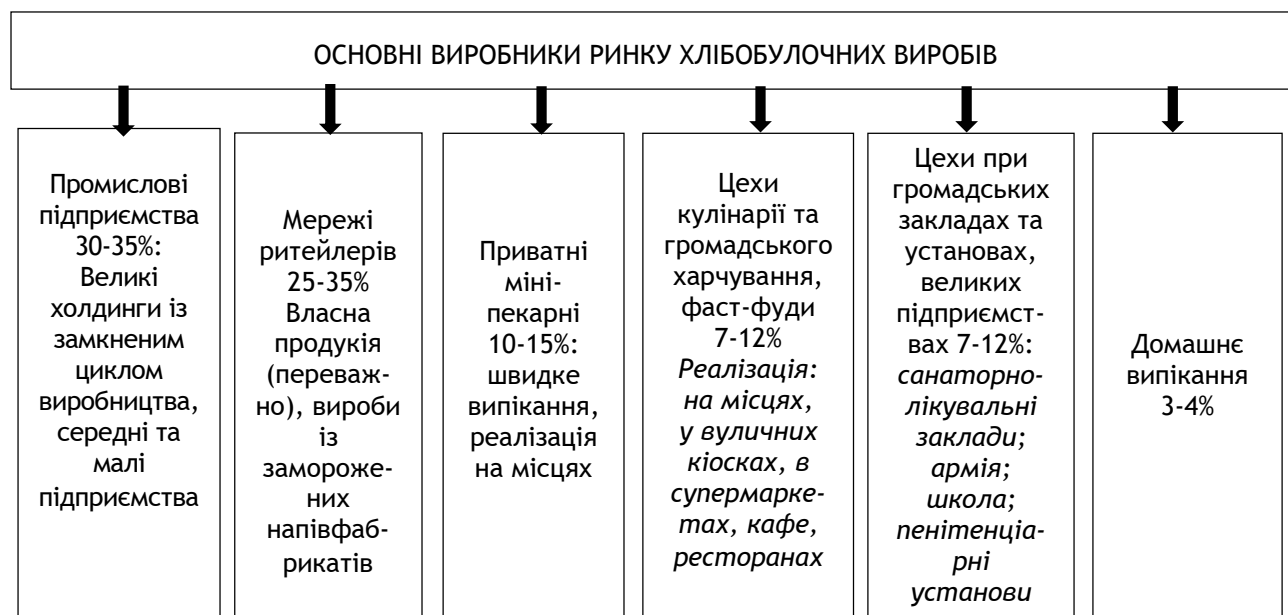 ОСНОВНІ ВИРОБНИКИ РИНКУ ХЛІБОБУЛОЧНИХ ВИРОБІВ
Промислові
підприємства
30-35%:
Великі
холдинги із
замкненим
циклом
виробництва,
середні та
малі
підприємства
Мережі
ритейлерів
25-35%
Власна
продукія
(переваж-
но), вироби
із
замороже-
них
напівфаб-
рикатів
Приватні
міні-
пекарні
10-15%:
швидке
випікання,
реалізація
на місцях
Цехи
кулінарії та
громадського
харчування,
фаст-фуди
7-12%
Реалізація:
на місцях,
у вуличних
кіосках, в
супермарке-
тах, кафе,
ресторанах
Цехи при
громадських
закладах та
установах,
великих
підприємст-
вах 7-12%:
санаторно-
лікувальні
заклади;
армія;
школа;
пенітенціа-
рні
установи
Домашнє
випікання
3-4%